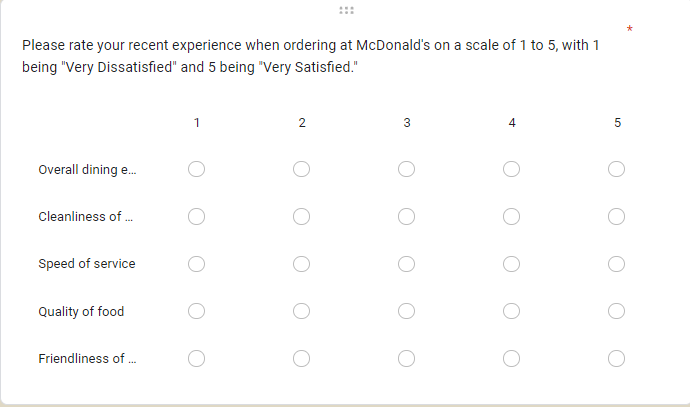 *
Please rate your recent experience when ordering at McDonald's on a scale of 1 to 5, with 1
being "Very Dissatisfied" and 5 being "Very Satisfied."
1 2 3 4 5
Overall dining e...
Cleanliness of ...
Speed of service
Quality of food
Friendliness of ...